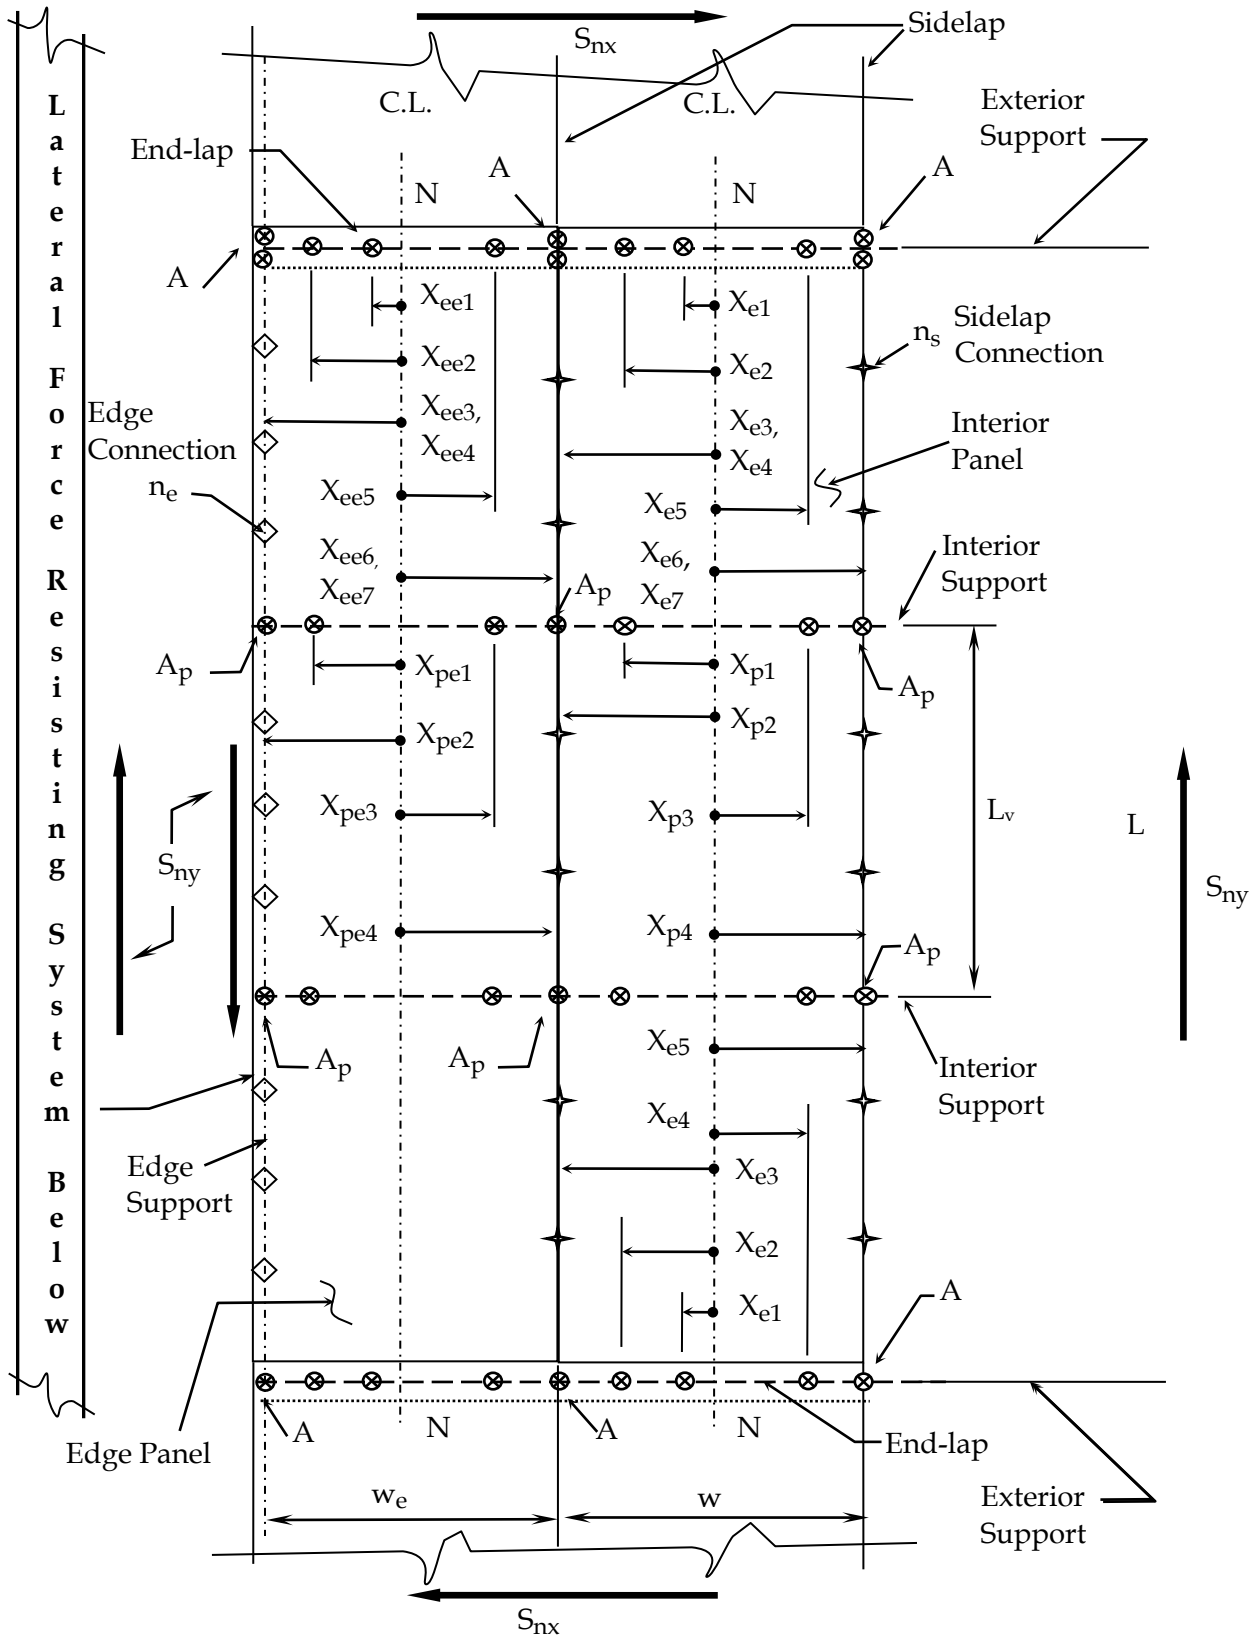 Lateral Force Resisting System Below
Snx
Sidelap
C.L.
C.L.
Exterior
Support
End-lap
A
A
N
N
A
Xee1
Xe1
ns
Sidelap
Connection
Xee2
Xe2
Edge
Connection
Xee3,
Xee4
Xe3,
Xe4
Interior
Panel
ne
Xee5
Xe5
Xee6,
Xee7
Xe6,
Xe7
Interior
Support
Ap
Ap
Xpe1
Xp1
Ap
Xpe2
Xp2
Xpe3
Xp3
Lv
L
Sny
Sny
Xpe4
Xp4
Ap
Ap
Ap
Xe5
Interior
Support
Xe4
Edge
Support
Xe3
Xe2
Xe1
A
A
N
A
N
End-lap
Edge Panel
we
w
Exterior
Support
Snx